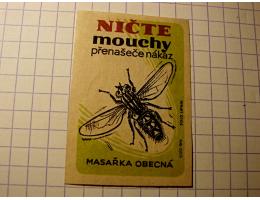 NIČTE
mouchy
přenašeče nákaz
MASAŘKA OBECNÁ